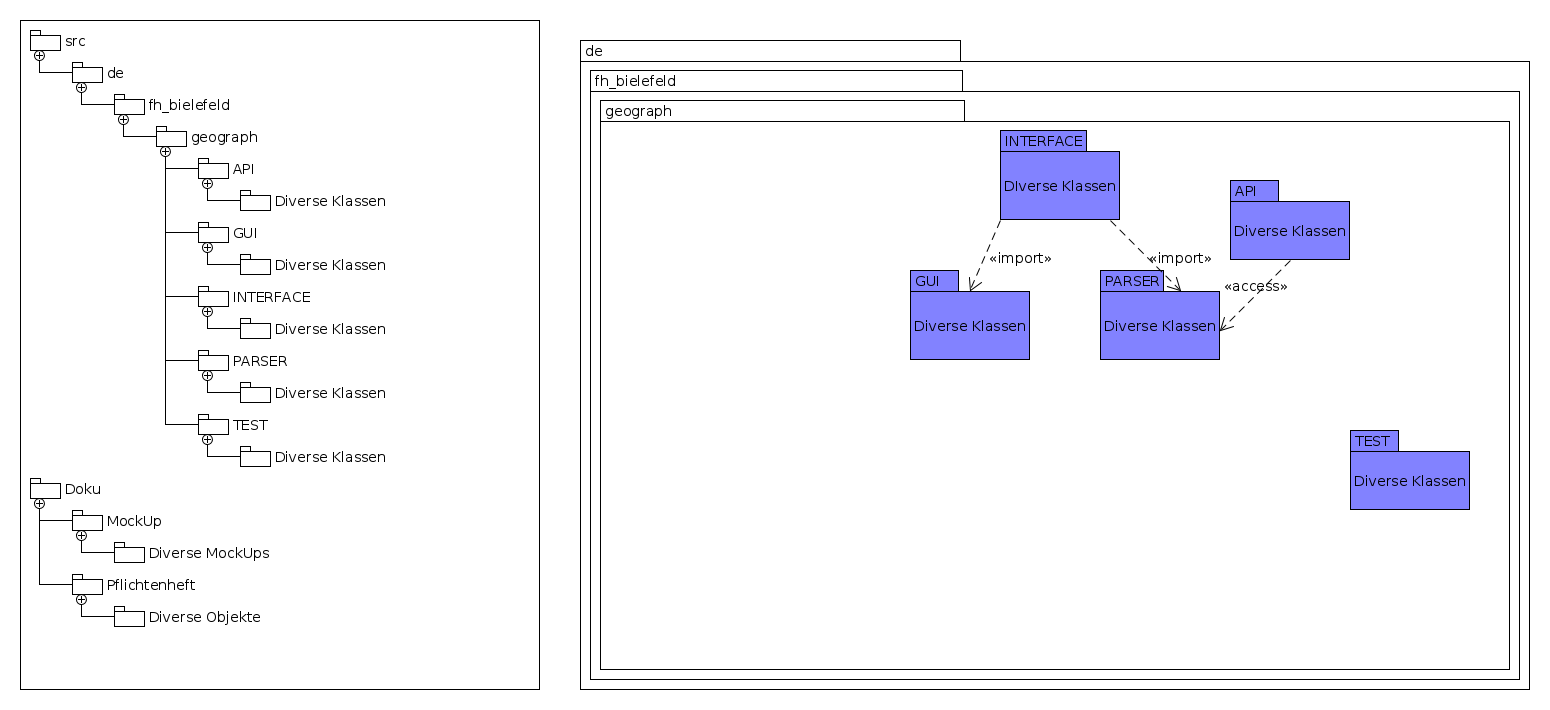 src
de
fh_bielefeld
geograph
API
Diverse Klassen
GUI
Diverse Klassen
INTERFACE
Diverse Klassen
PARSER
Diverse Klassen
TEST
Diverse Klassen
Doku
MockUp
Diverse MockUps
Pflichtenheft
Diverse Objekte
de
fh_bielefeld
geograph
INTERFACE
DIverse Klassen
API
Diverse Klassen
«import»
«import»
GUI
Diverse Klassen
PARSER
Diverse Klassen
«access»
TEST
Diverse Klassen